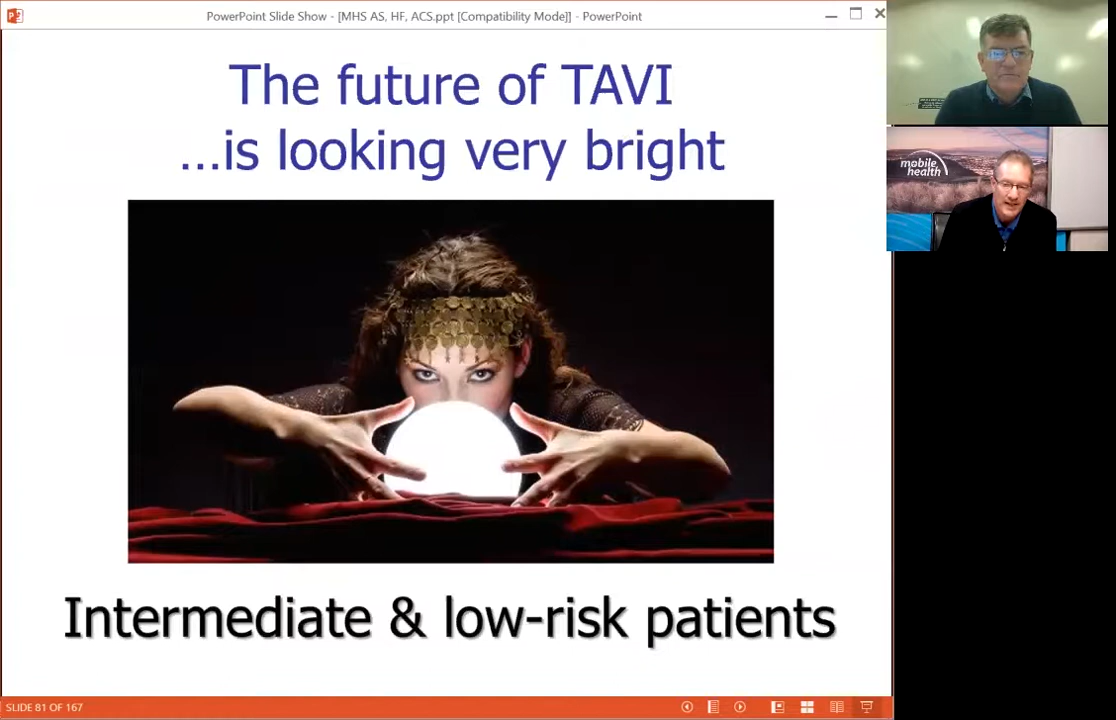 PowerPoint Slide Show - [MHS AS, HF, ACS.ppt [Compatibility Mode]] - PowerPoint
The future of TAVI
...is looking very bright
mobile
health
Intermediate & low-risk patients
SLIDE 81 OF 167